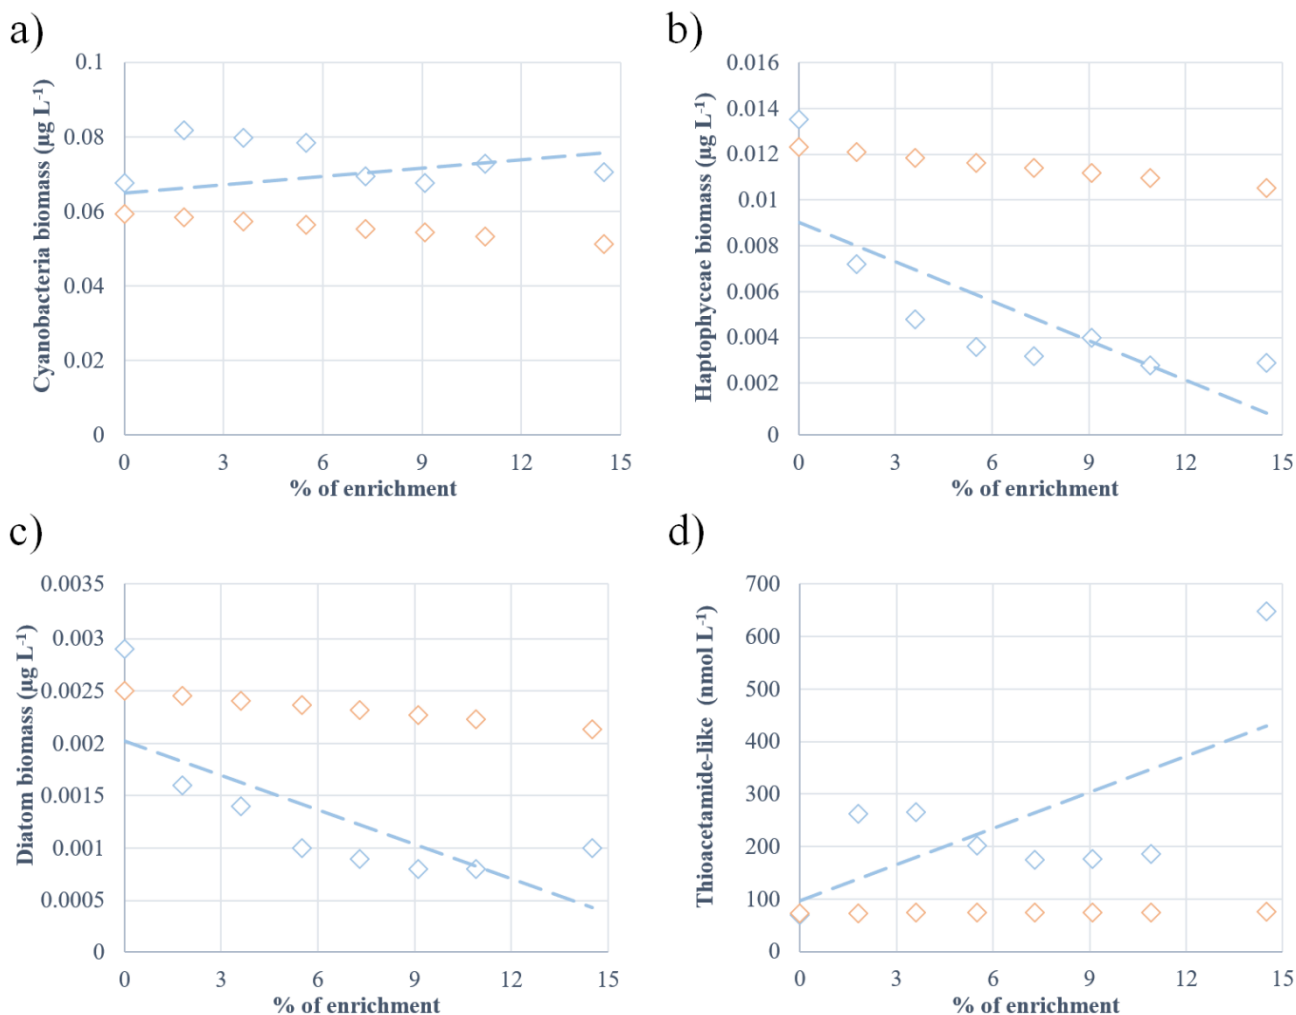 a)
0.1
0.08
0.06
0.04
0.02
0
Cyanobacteria biomass (µg L⁻¹)
0 3 6 9 12 15
% of enrichment
b)
0.016
0.014
0.012
0.01
0.008
0.006
0.004
0.002
0
Haptophyceae biomass (µg L⁻¹)
0 3 6 9 12 15
% of enrichment
c)
0.0035
0.003
0.0025
0.002
0.0015
0.001
0.0005
0
Diatom biomass (µg L⁻¹)
0 3 6 9 12 15
% of enrichment
d)
700
600
500
400
300
200
100
0
Thioacetamide-like (nmol L⁻¹)
0 3 6 9 12 15
% of enrichment